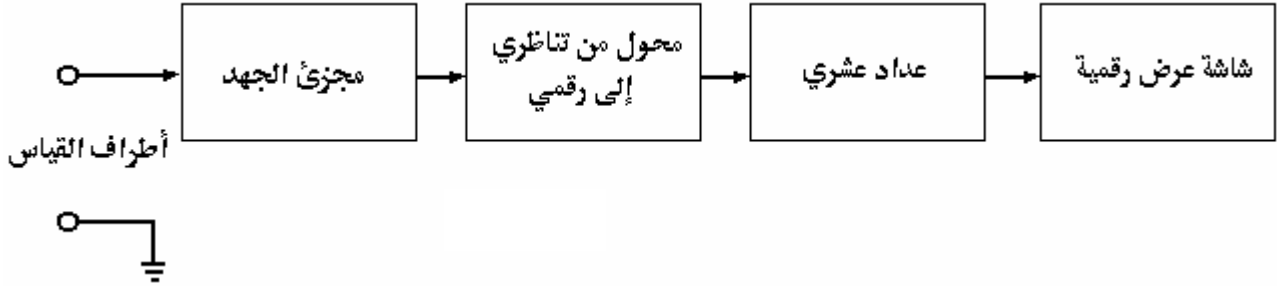 مجزئ الجهد
محول من تناظري
إلى رقمي
عداد عشري
شاشة عرض رقمية
أطراف القياس